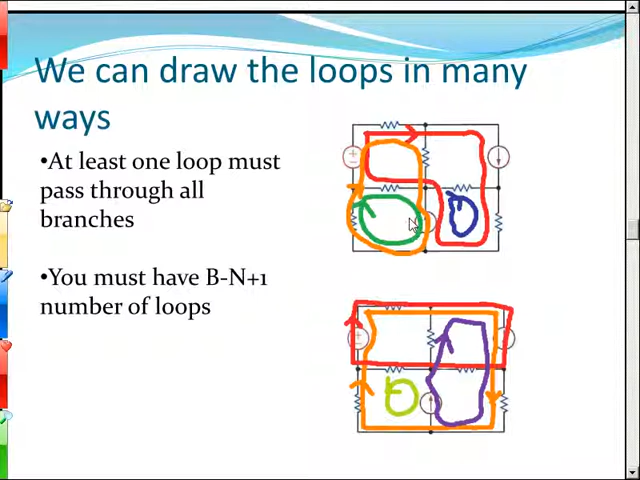 We can draw the loops in many
ways
•At least one loop must
pass through all
branches
•You must have B-N+1
number of loops